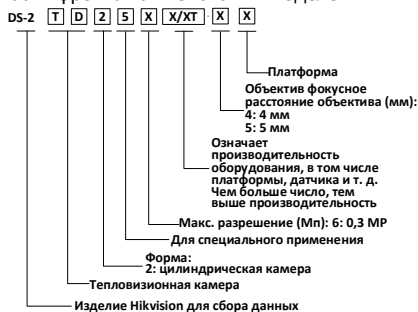 DS-2 T D 2 5 X X/XT - X X
Платформа
Объектив фокусное
расстояние объектива (мм):
4: 4 мм
5: 5 мм
Означает
производительность
оборудования, в том числе
платформы, датчика и т. д.
Чем больше число, тем
выше производительность
Макс. разрешение (Мп): 6: 0,3 MP
Для специального применения
Форма:
2: цилиндрическая камера
Тепловизионная камера
Изделие Hikvision для сбора данных